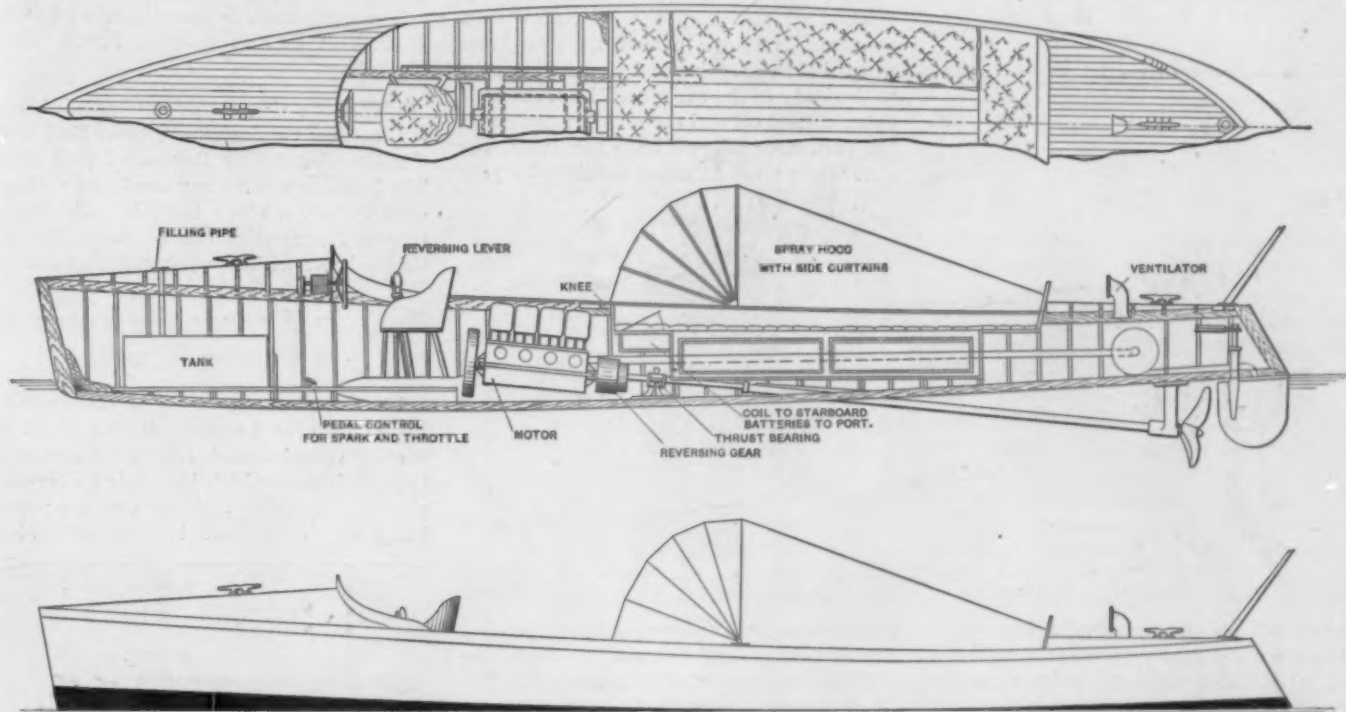 FILLING PIPE
REVERSING LEVER
SPRAY HOOD
WITH SIDE CURTAINS
VENTILATOR
KNEE
TANK
PEDAL CONTROL
FOR SPARK AND THROTTLE
MOTOR
COIL TO STARBOARD
BATTERIES TO PORT.
THRUST BEARING
REVERSING GEAR